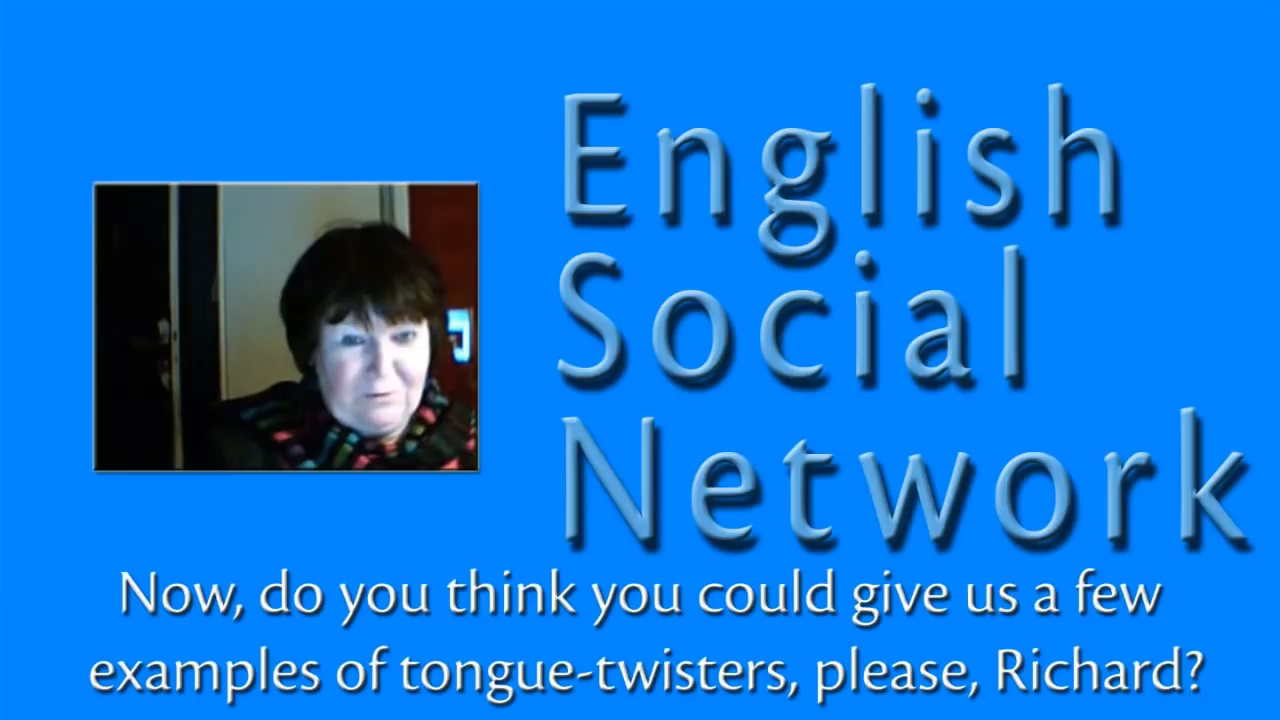 English
Social
Network
Now, do you think you could give us a few
examples of tongue-twisters, please, Richard?